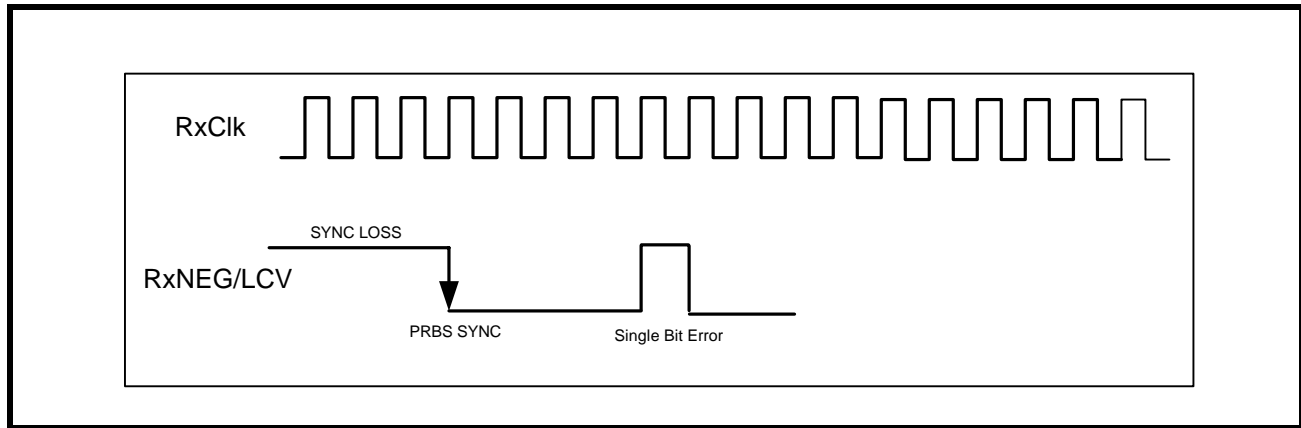 RxClk
SYNC LOSS
RxNEG/LCV
PRBS SYNC
Single Bit Error